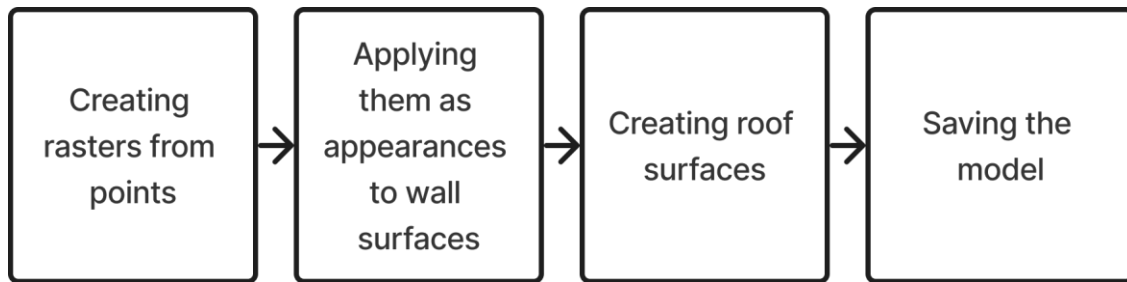 Creating
rasters from
points
Applying
them as
appearances
to wall
surfaces
Creating roof
surfaces
Saving the
model